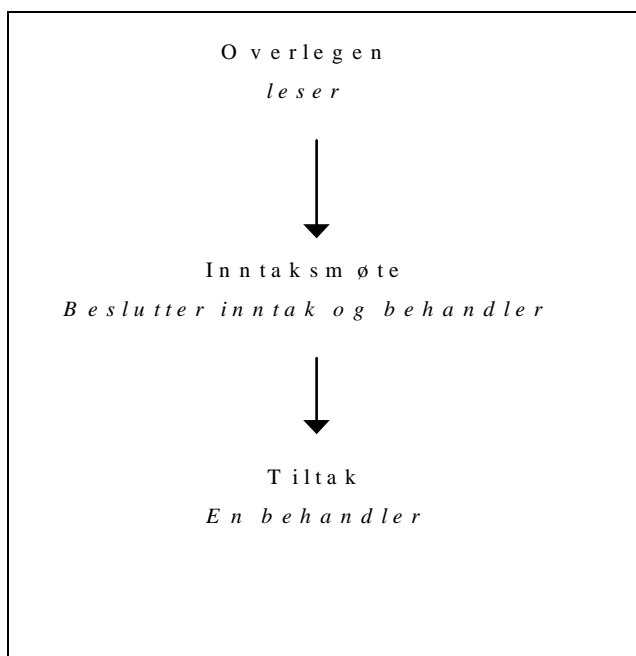 Overlegen
leser
Inntaksmøte
Beslutter inntak og behandler
Tiltak
En behandler